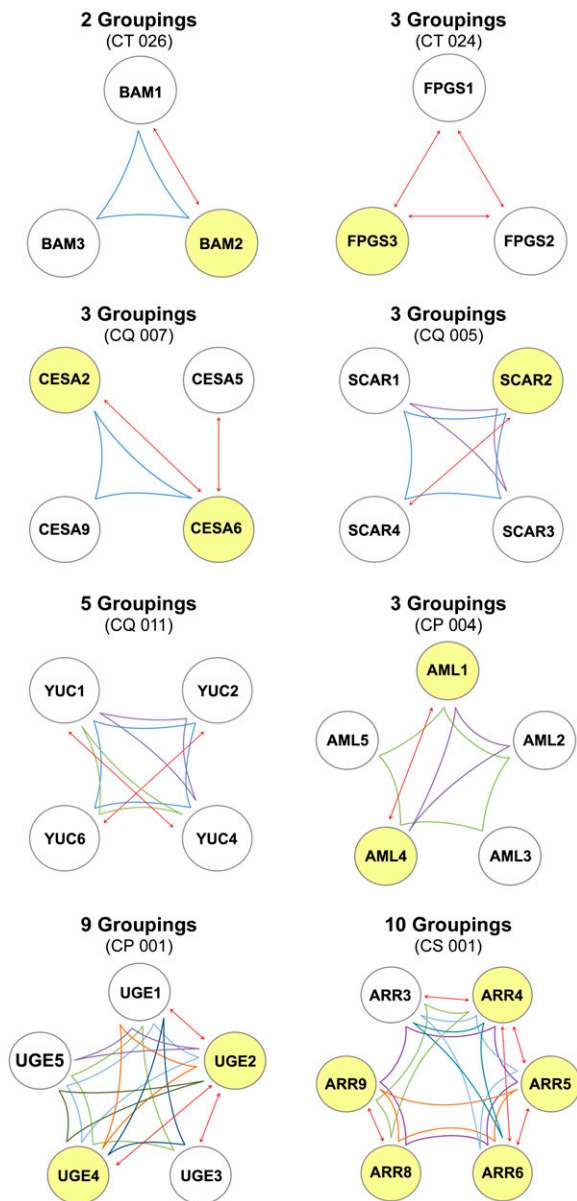 2 Groupings
(CT 026)
BAM1
BAM3
BAM2
3 Groupings
(CT 024)
FPGS1
FPGS3
FPGS2
3 Groupings
(CQ 007)
CESA2
CESA5
CESA9
CESA6
3 Groupings
(CQ 005)
SCAR1
SCAR2
SCAR4
SCAR3
5 Groupings
(CQ 011)
YUC1
YUC2
YUC6
YUC4
3 Groupings
(CP 004)
AML1
AML5
AML2
AML4
AML3
9 Groupings
(CP 001)
UGE1
UGE5
UGE2
UGE4
UGE3
10 Groupings
(CS 001)
ARR3
ARR4
ARR9
ARR5
ARR8
ARR6